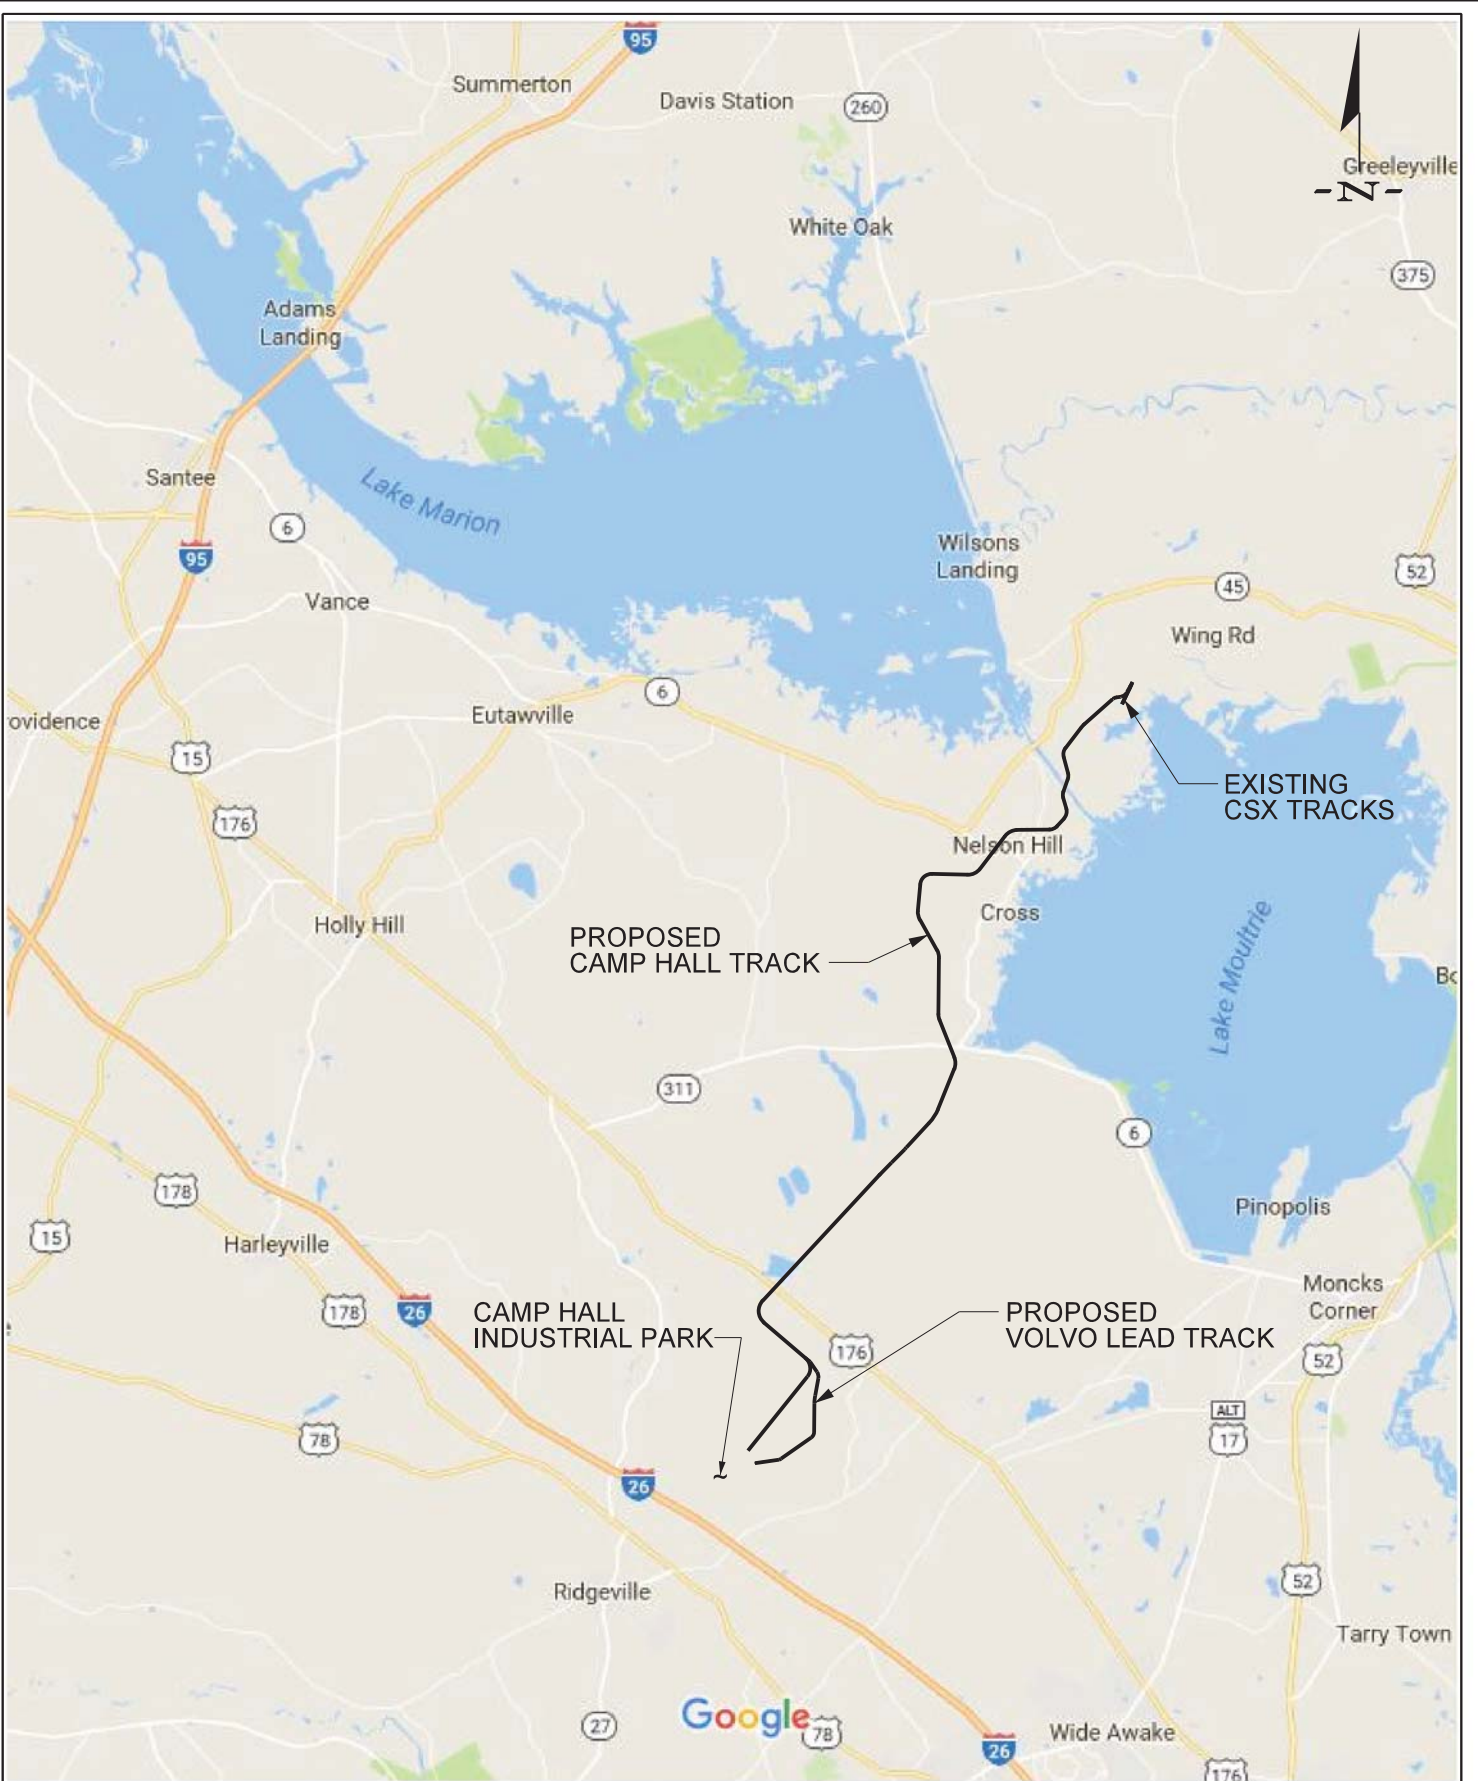 95
Summerton
Davis Station
260
Greeleyville
-N-
White Oak
375
Adams
Landing
Santee
Lake Marion
6
95
Wilsons
Landing
52
45
Vance
Wing Rd
6
Eutawville
ovidence
15
EXISTING
CSX TRACKS
176
Nelson Hill
Holly Hill
Cross
PROPOSED
CAMP HALL TRACK
Lake Moultrie
Bo
311
6
178
Pinopolis
15
Harleyville
Moncks
Corner
178
26
CAMP HALL
INDUSTRIAL PARK
PROPOSED
VOLVO LEAD TRACK
176
52
ALT
17
78
26
52
Ridgeville
Tarry Town
Google
27
78
Wide Awake
26
176